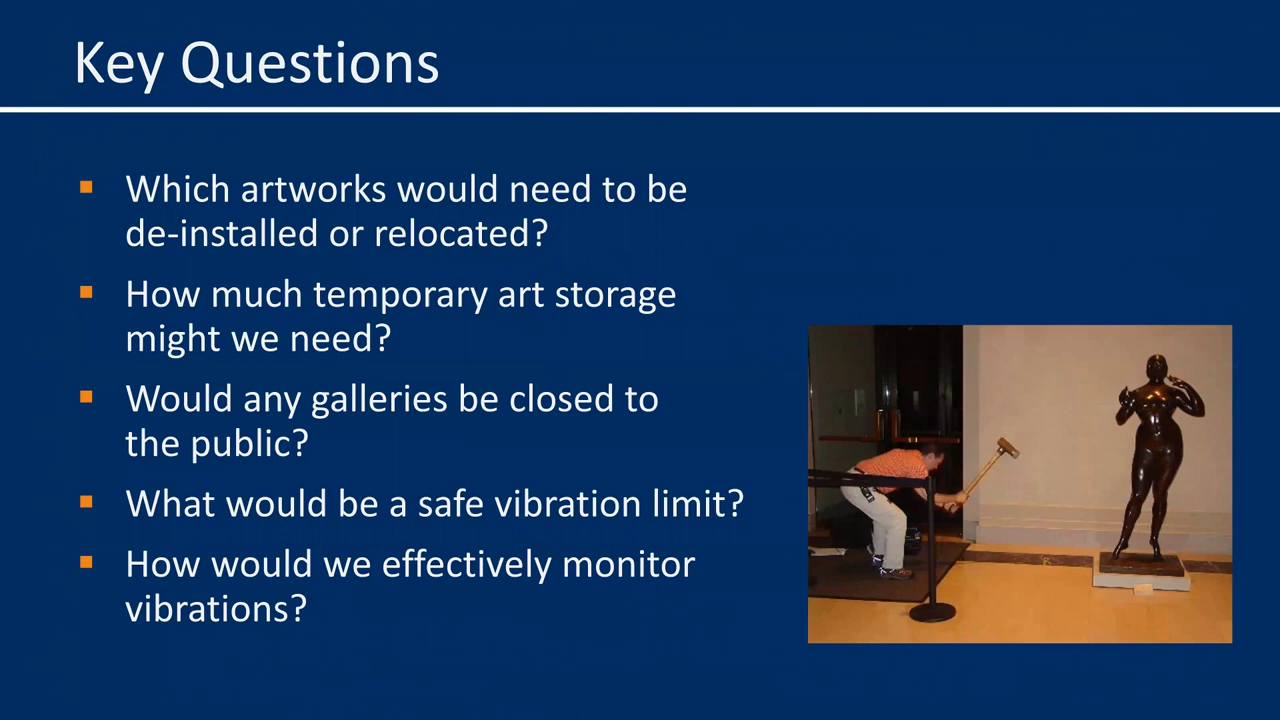 Key Questions
Which artworks would need to be
de-installed or relocated?
How much temporary art storage
might we need?
Would any galleries be closed to
the public?
What would be a safe vibration limit?
How would we effectively monitor
vibrations?